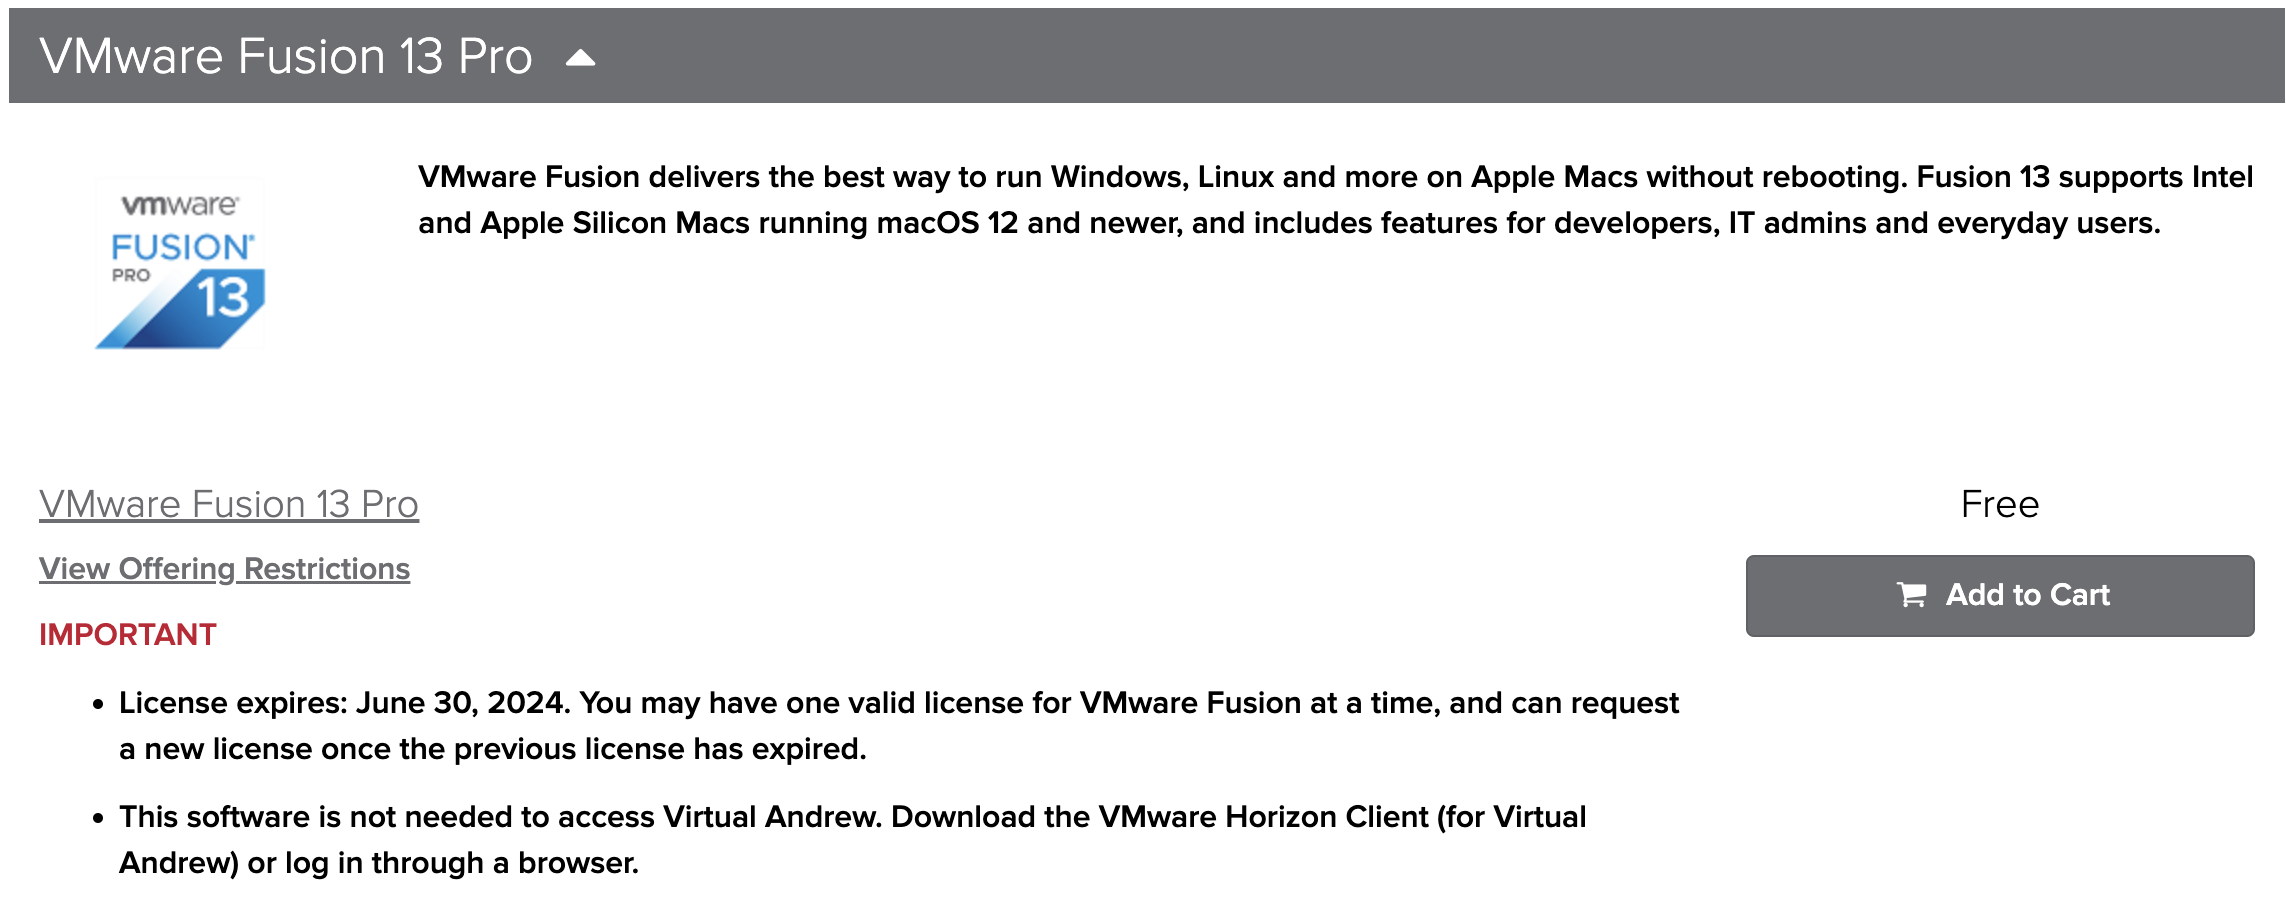 VMware Fusion 13 Pro
vmware®
FUSION®
PRO
13
VMware Fusion delivers the best way to run Windows, Linux and more on Apple Macs without rebooting. Fusion 13 supports Intel
and Apple Silicon Macs running macOS 12 and newer, and includes features for developers, IT admins and everyday users.
VMware Fusion 13 Pro
Free
View Offering Restrictions
Add to Cart
IMPORTANT
• License expires: June 30, 2024. You may have one valid license for VMware Fusion at a time, and can request
a new license once the previous license has expired.
• This software is not needed to access Virtual Andrew. Download the VMware Horizon Client (for Virtual
Andrew) or log in through a browser.